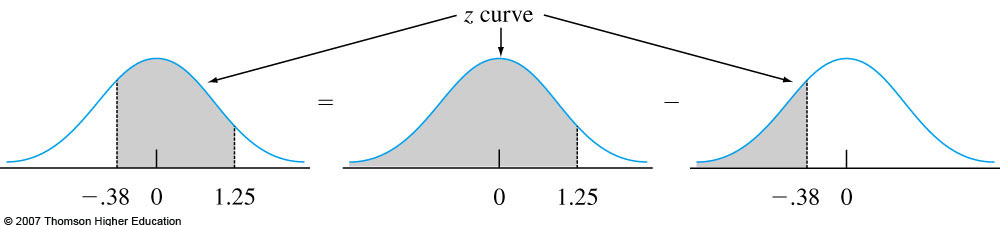 z curve
= −
−.38 0 1.25 0 1.25 −.38 0
© 2007 Thomson Higher Education